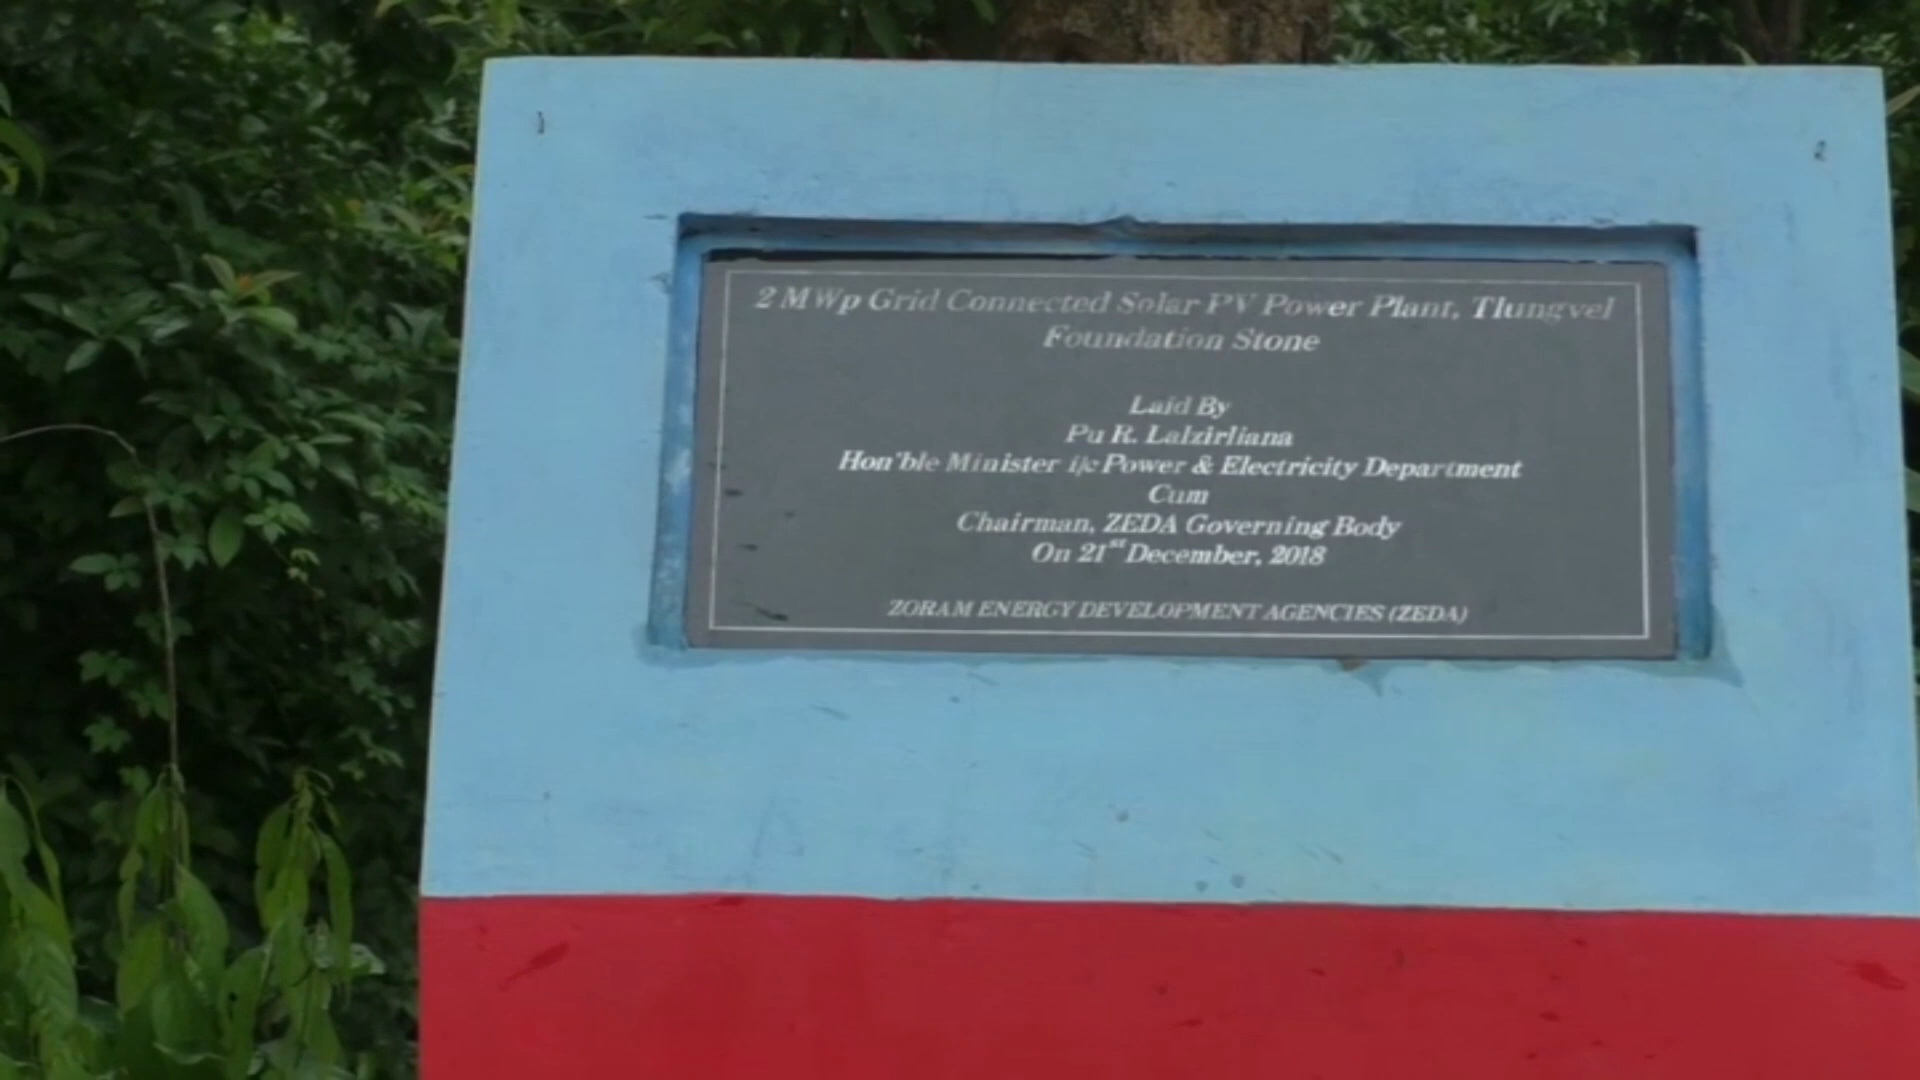 2 MWp Grid Connected Solar PV Power Plant, Tlungvel
Foundation Stone
Laid By
Pu R. Lalzirliana
Hon'ble Minister i/c Power & Electricity Department
Cum
Chairman, ZEDA Governing Body
On 21st December, 2018
ZORAM ENERGY DEVELOPMENT AGENCIES (ZEDA)